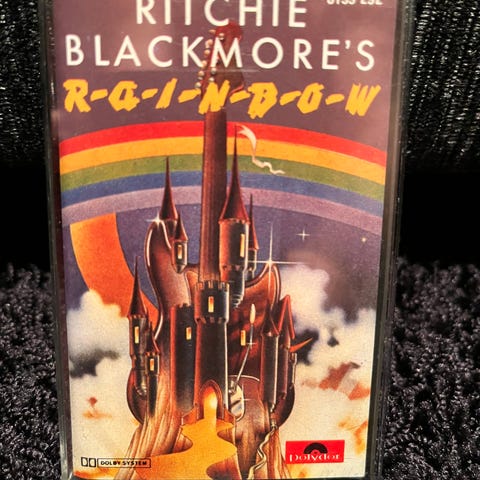 RITCHIE
BLACKMORE'S
R-A-I-N-B-O-W
DOLBY SYSTEM
Polydor